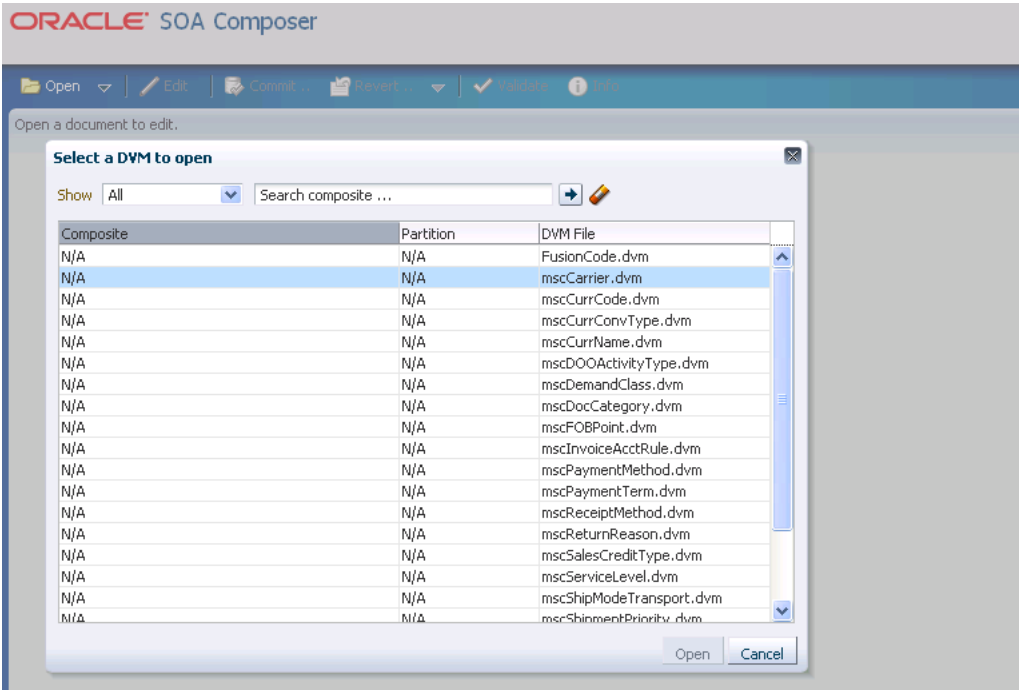 ORACLE SOA Composer
Open Edit Commit ... Revert ... Validate Info
Open a document to edit.
Select a DVM to open
Show All Search composite ...
Composite Partition DVM File
N/A N/A FusionCode.dvm
N/A N/A mscCarrier.dvm
N/A N/A mscCurrCode.dvm
N/A N/A mscCurrConvType.dvm
N/A N/A mscCurrName.dvm
N/A N/A mscDOOActivityType.dvm
N/A N/A mscDemandClass.dvm
N/A N/A mscDocCategory.dvm
N/A N/A mscFOBPoint.dvm
N/A N/A mscInvoiceAcctRule.dvm
N/A N/A mscPaymentMethod.dvm
N/A N/A mscPaymentTerm.dvm
N/A N/A mscReceiptMethod.dvm
N/A N/A mscReturnReason.dvm
N/A N/A mscSalesCreditType.dvm
N/A N/A mscServiceLevel.dvm
N/A N/A mscShipModeTransport.dvm
N/A N/A mscShipmentPriority.dvm
Open Cancel